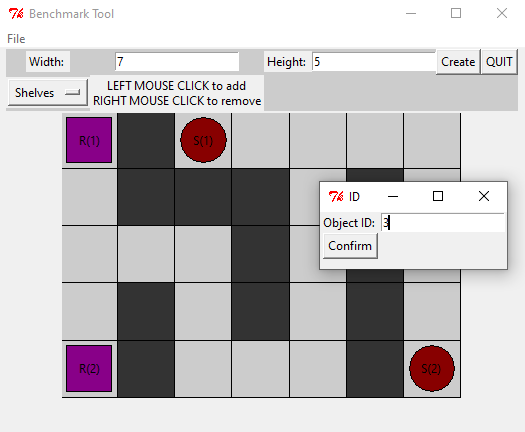 Benchmark Tool
File
Width: 7 Height: 5 Create QUIT
Shelves LEFT MOUSE CLICK to add
RIGHT MOUSE CLICK to remove
R(1) S(1)
ID
Object ID: 3
Confirm
R(2) S(2)